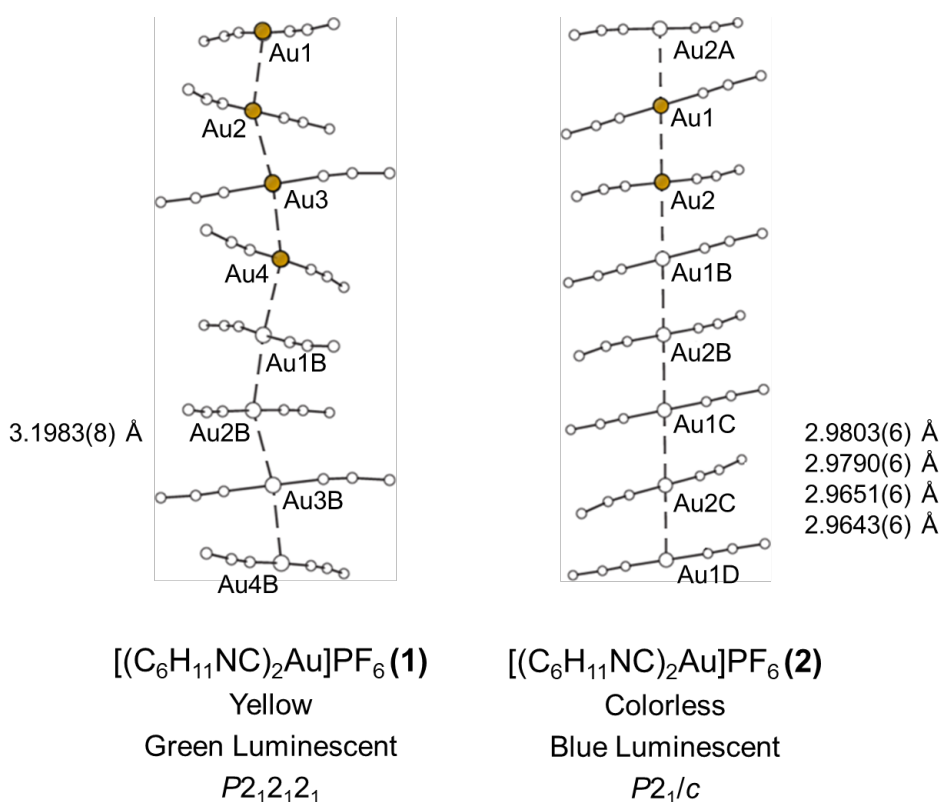 Au1
Au2
Au3
Au4
Au1B
Au2B
Au3B
Au4B
3.1983(8) Å
Au2A
Au1
Au2
Au1B
Au2B
Au1C
Au2C
Au1D
2.9803(6) Å
2.9790(6) Å
2.9651(6) Å
2.9643(6) Å
[(C₆H₁₁NC)₂Au]PF₆ (1)
Yellow
Green Luminescent
P2₁2₁2₁
[(C₆H₁₁NC)₂Au]PF₆ (2)
Colorless
Blue Luminescent
P2₁/c